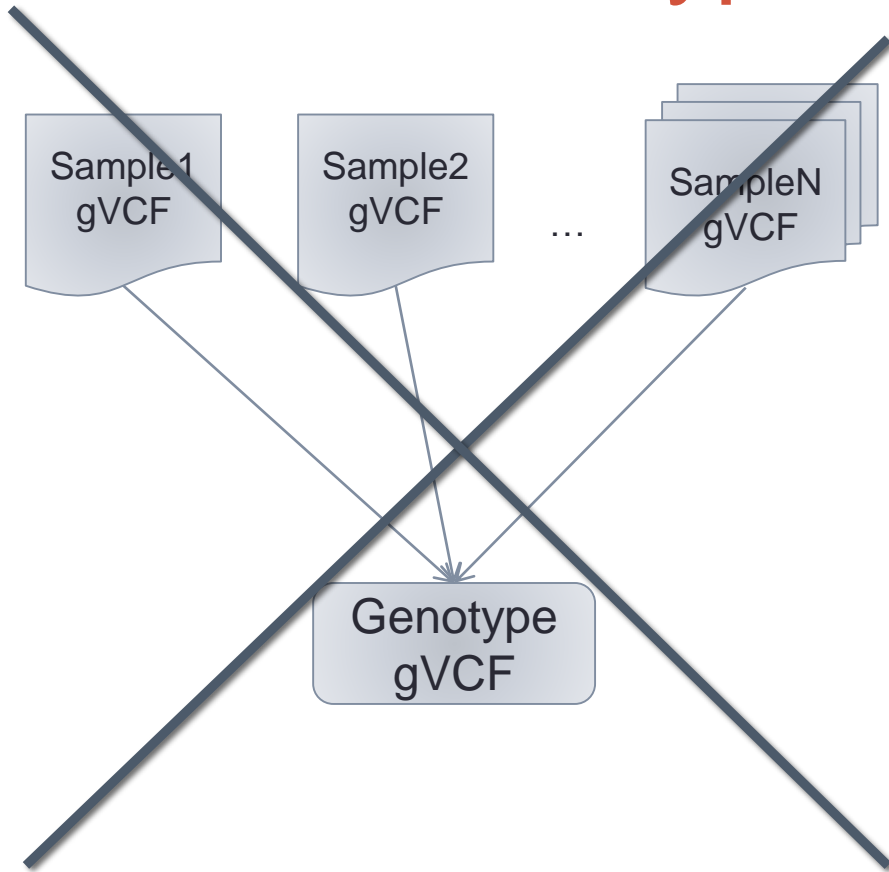 Sample1
gVCF
Sample2
gVCF
...
SampleN
gVCF
Genotype
gVCF